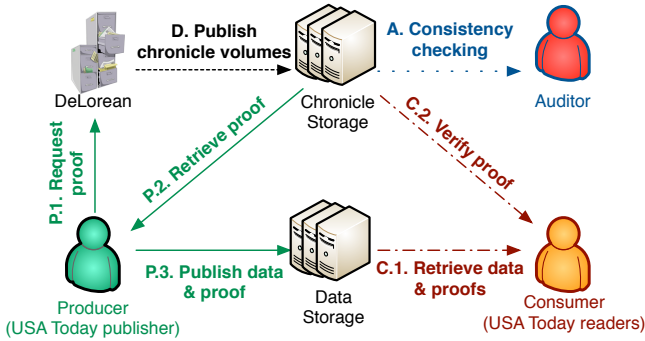 D. Publish
chronicle volumes
A. Consistency
checking
DeLorean
Chronicle
Storage
Auditor
P.1. Request
proof
P.2. Retrieve proof
C.2. Verify proof
P.3. Publish data
& proof
C.1. Retrieve data
& proofs
Producer
(USA Today publisher)
Data
Storage
Consumer
(USA Today readers)